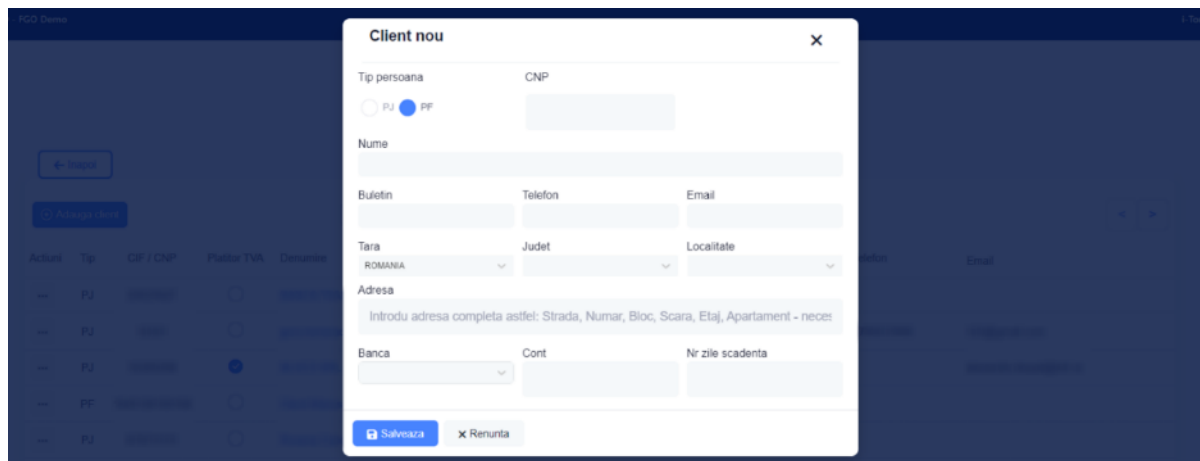 FGO Demo
Client nou
Tip persoana CNP
PJ PF
Nume
Inapoi
Buletin Telefon Email
Adauga client
Tara Judet Localitate
ROMANIA
Actiuni Tip CIF / CNP Platitor TVA Denumire Telefon Email
Adresa
PJ
Introdu adresa completa astfel: Strada, Numar, Bloc, Scara, Etaj, Apartament - neces
PJ
Banca Cont Nr zile scadenta
PJ
PF
Salveaza Renunta
PJ